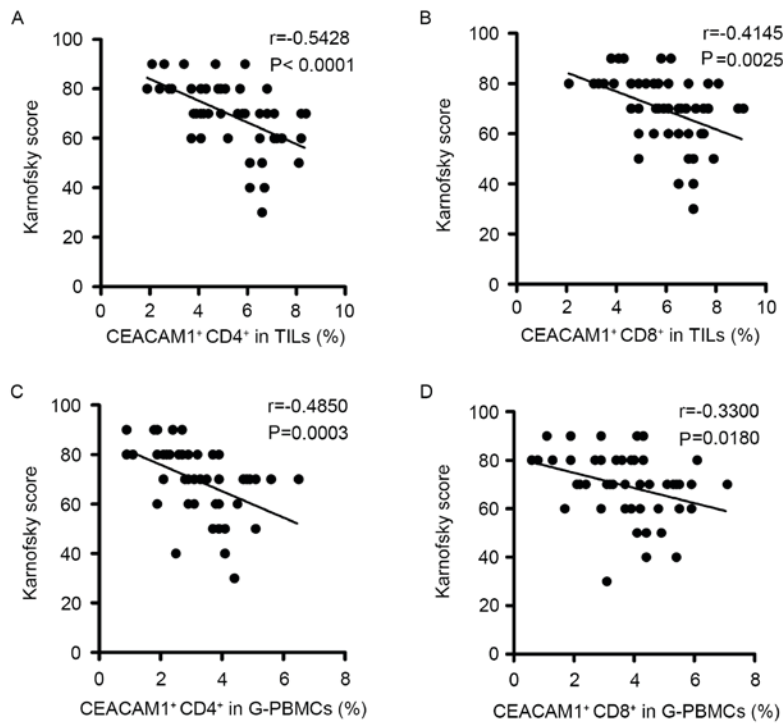 A
r=-0.5428
P< 0.0001
Karnofsky score
100
80
60
40
20
0
0 2 4 6 8 10
CEACAM1⁺ CD4⁺ in TILs (%)
B
r=-0.4145
P=0.0025
Karnofsky score
100
80
60
40
20
0
0 2 4 6 8 10
CEACAM1⁺ CD8⁺ in TILs (%)
C
r=-0.4850
P=0.0003
Karnofsky score
100
80
60
40
20
0
0 2 4 6 8
CEACAM1⁺ CD4⁺ in G-PBMCs (%)
D
r=-0.3300
P=0.0180
Karnofsky score
100
80
60
40
20
0
0 2 4 6 8
CEACAM1⁺ CD8⁺ in G-PBMCs (%)